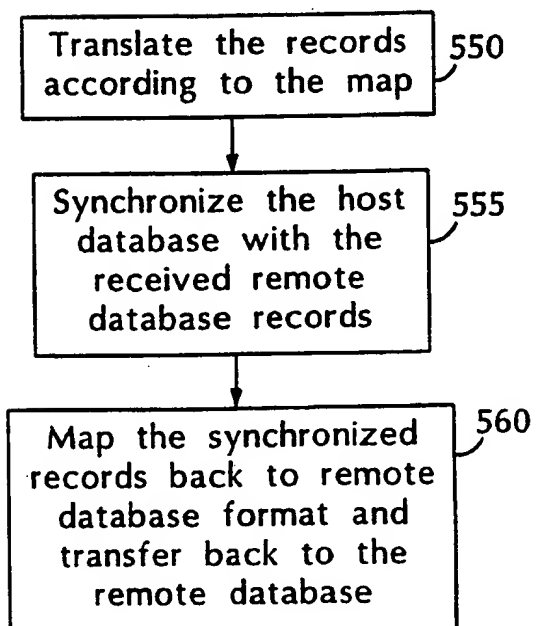 Translate the records
according to the map
550
Synchronize the host
database with the
received remote
database records
555
Map the synchronized
records back to remote
database format and
transfer back to the
remote database
560